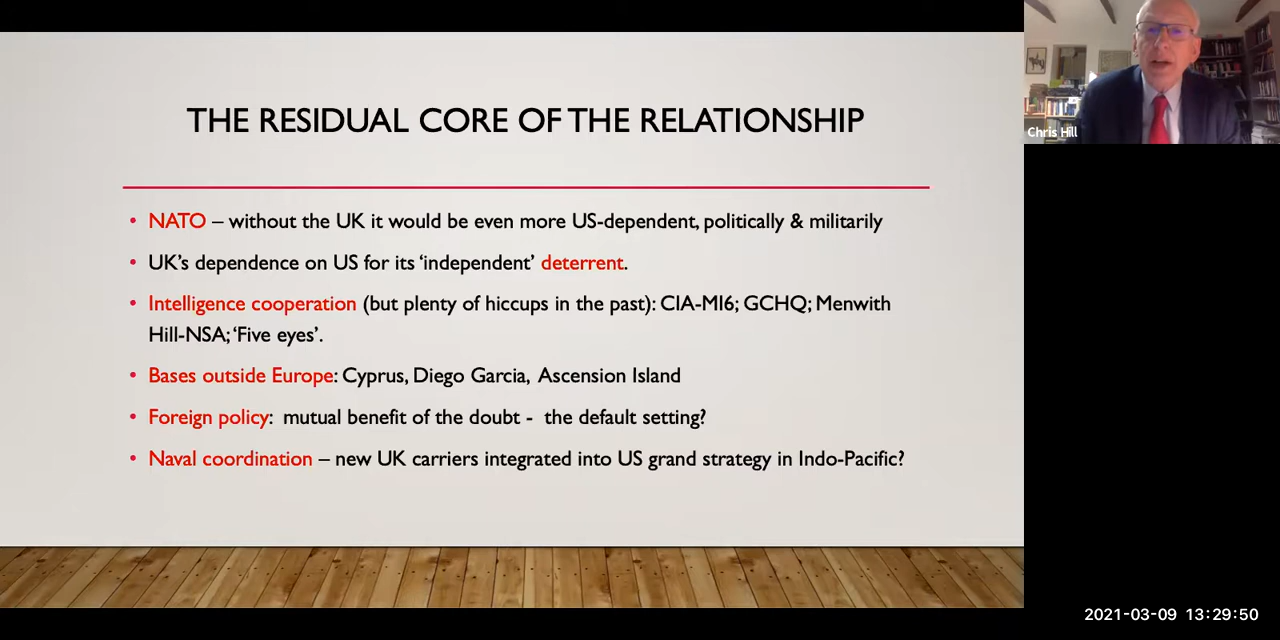 THE RESIDUAL CORE OF THE RELATIONSHIP
• NATO – without the UK it would be even more US-dependent, politically & militarily
• UK’s dependence on US for its ‘independent’ deterrent.
• Intelligence cooperation (but plenty of hiccups in the past): CIA-MI6; GCHQ; Menwith
Hill-NSA; ‘Five eyes’.
• Bases outside Europe: Cyprus, Diego Garcia, Ascension Island
• Foreign policy: mutual benefit of the doubt - the default setting?
• Naval coordination – new UK carriers integrated into US grand strategy in Indo-Pacific?
Chris Hill
2021-03-09 13:29:50